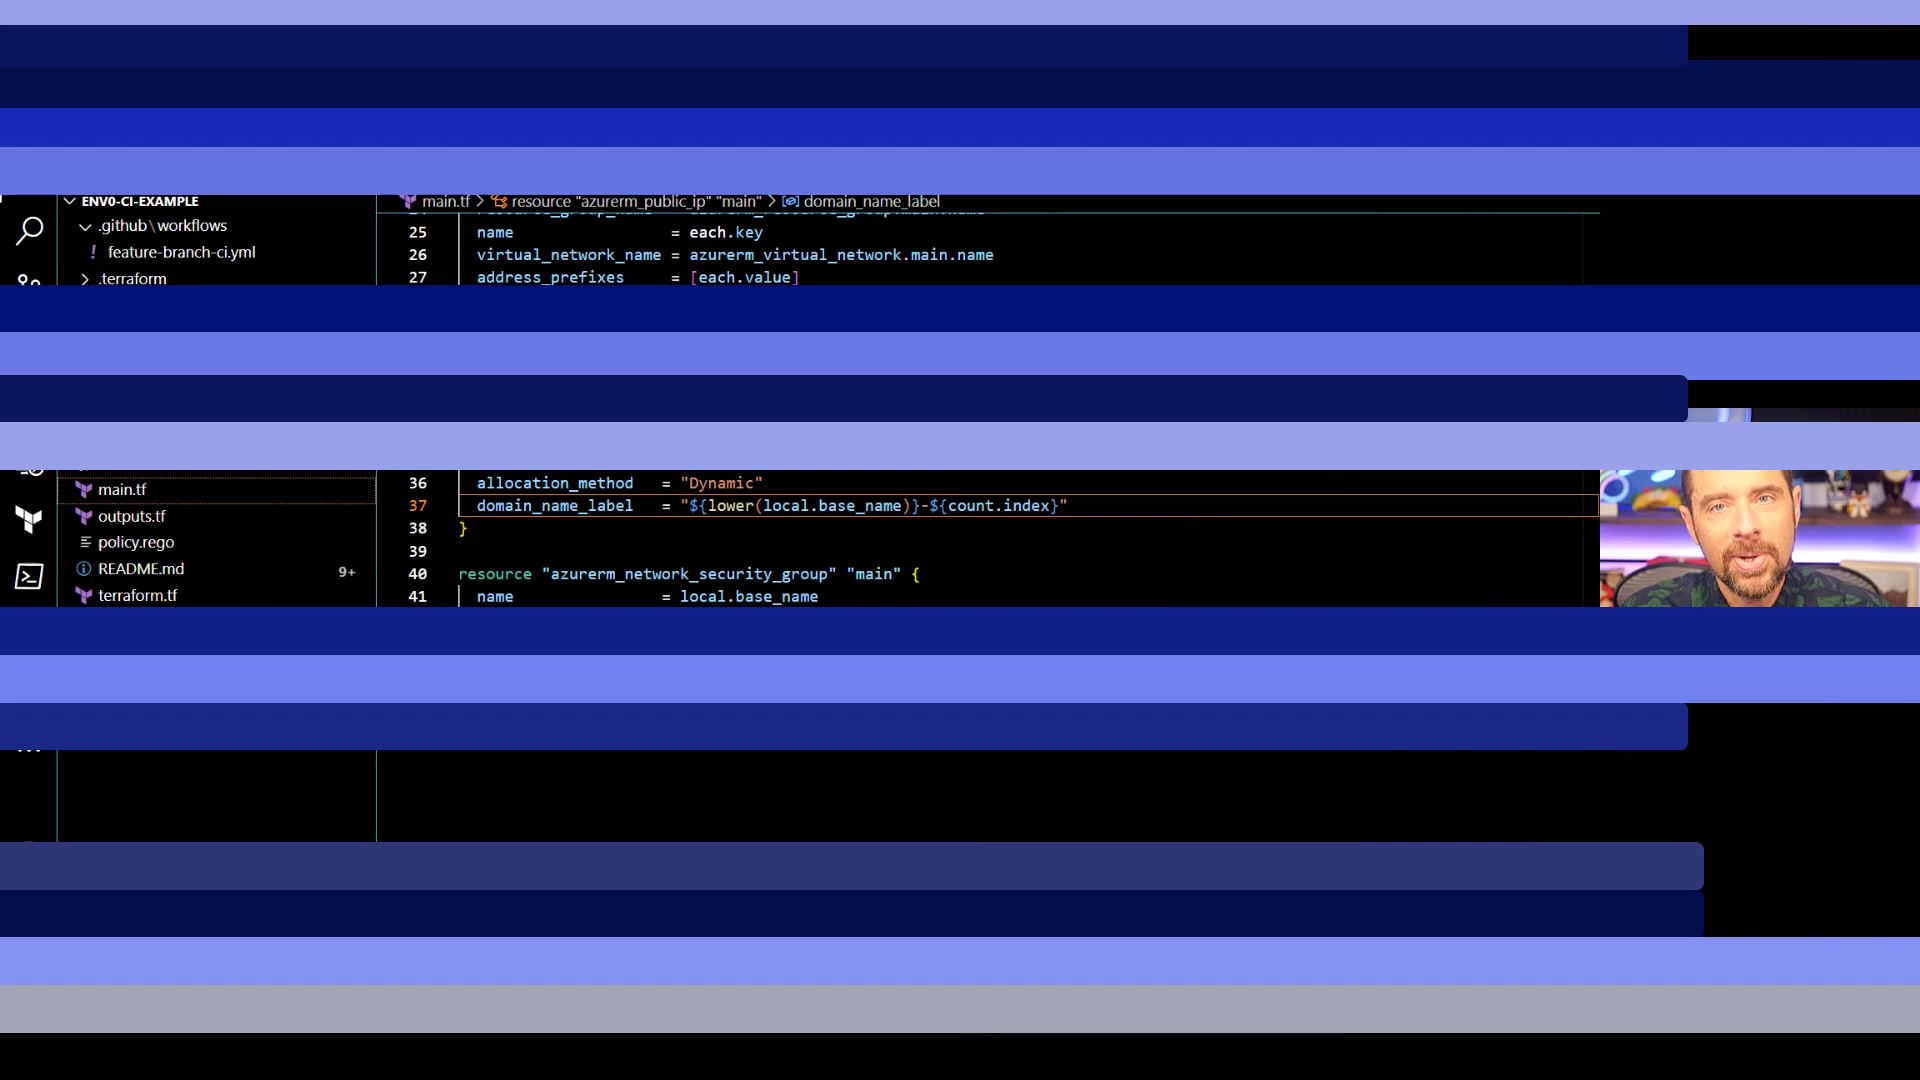 ENV0-CI-EXAMPLE
.github\workflows
feature-branch-ci.yml
.terraform
main.tf
outputs.tf
policy.rego
README.md 9+
terraform.tf
main.tf > resource "azurerm_public_ip" "main" > domain_name_label
25 name = each.key
26 virtual_network_name = azurerm_virtual_network.main.name
27 address_prefixes = [each.value]
36 allocation_method = "Dynamic"
37 domain_name_label = "${lower(local.base_name)}-${count.index}"
38 }
39
40 resource "azurerm_network_security_group" "main" {
41 name = local.base_name